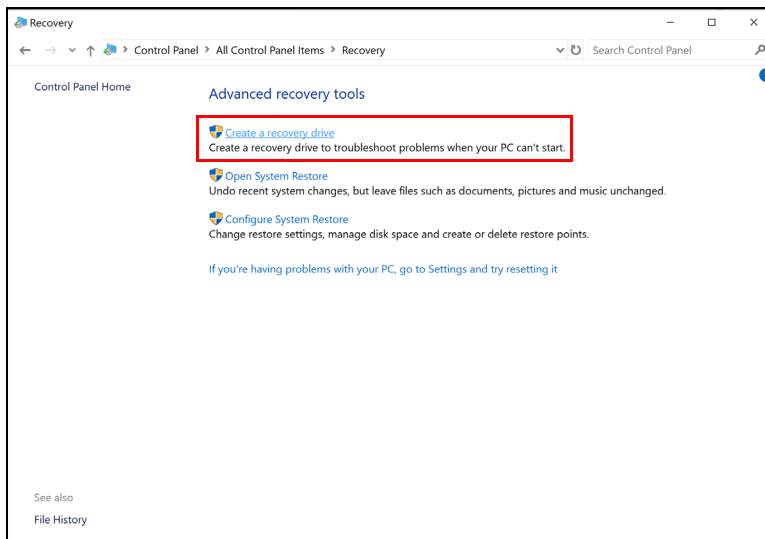 Recovery
Control Panel > All Control Panel Items > Recovery
Search Control Panel
Control Panel Home
Advanced recovery tools
Create a recovery drive
Create a recovery drive to troubleshoot problems when your PC can't start.
Open System Restore
Undo recent system changes, but leave files such as documents, pictures and music unchanged.
Configure System Restore
Change restore settings, manage disk space and create or delete restore points.
If you're having problems with your PC, go to Settings and try resetting it
See also
File History